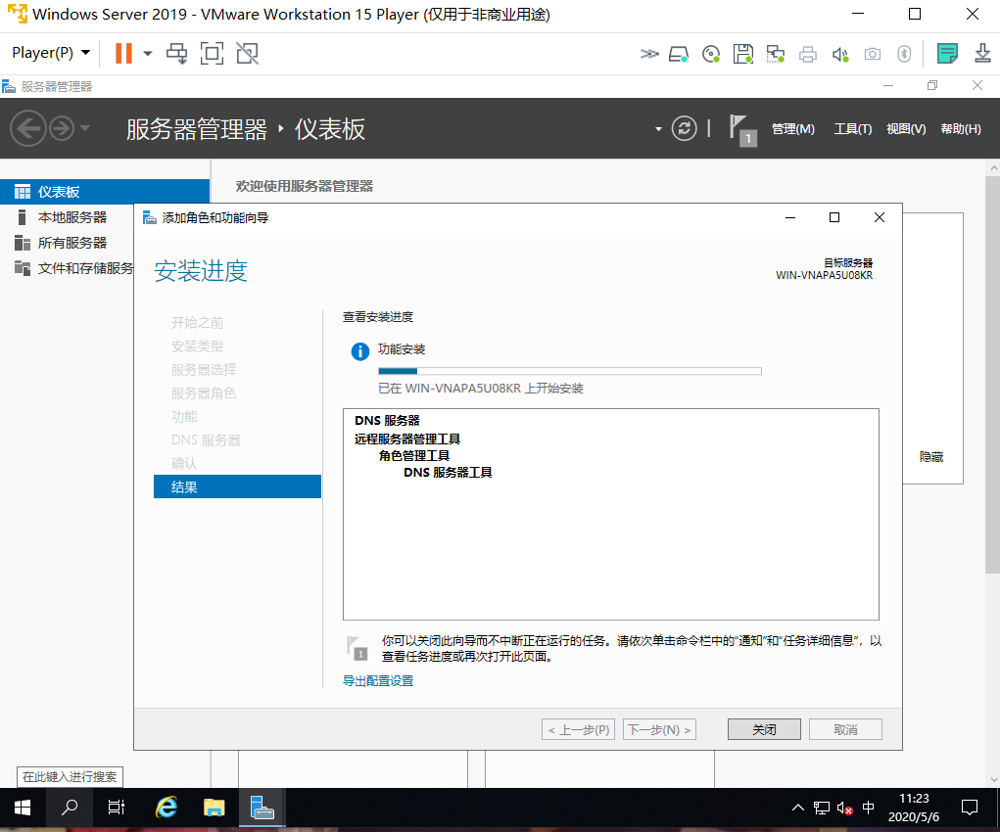 Windows Server 2019 - VMware Workstation 15 Player (仅用于非商业用途)
Player(P)
服务器管理器
服务器管理器 · 仪表板
1
管理(M)
工具(T)
视图(V)
帮助(H)
仪表板
本地服务器
所有服务器
文件和存储服务
欢迎使用服务器管理器
隐藏
添加角色和功能向导
安装进度
目标服务器
WIN-VNAPA5U08KR
开始之前
安装类型
服务器选择
服务器角色
功能
DNS 服务器
确认
结果
查看安装进度
功能安装
已在 WIN-VNAPA5U08KR 上开始安装
DNS 服务器
远程服务器管理工具
角色管理工具
DNS 服务器工具
1
你可以关闭此向导而不中断正在运行的任务。请依次单击命令栏中的“通知”和“任务详细信息”，以
查看任务进度或再次打开此页面。
导出配置设置
< 上一步(P)
下一步(N) >
关闭
取消
在此键入进行搜索
中
11:23
2020/5/6